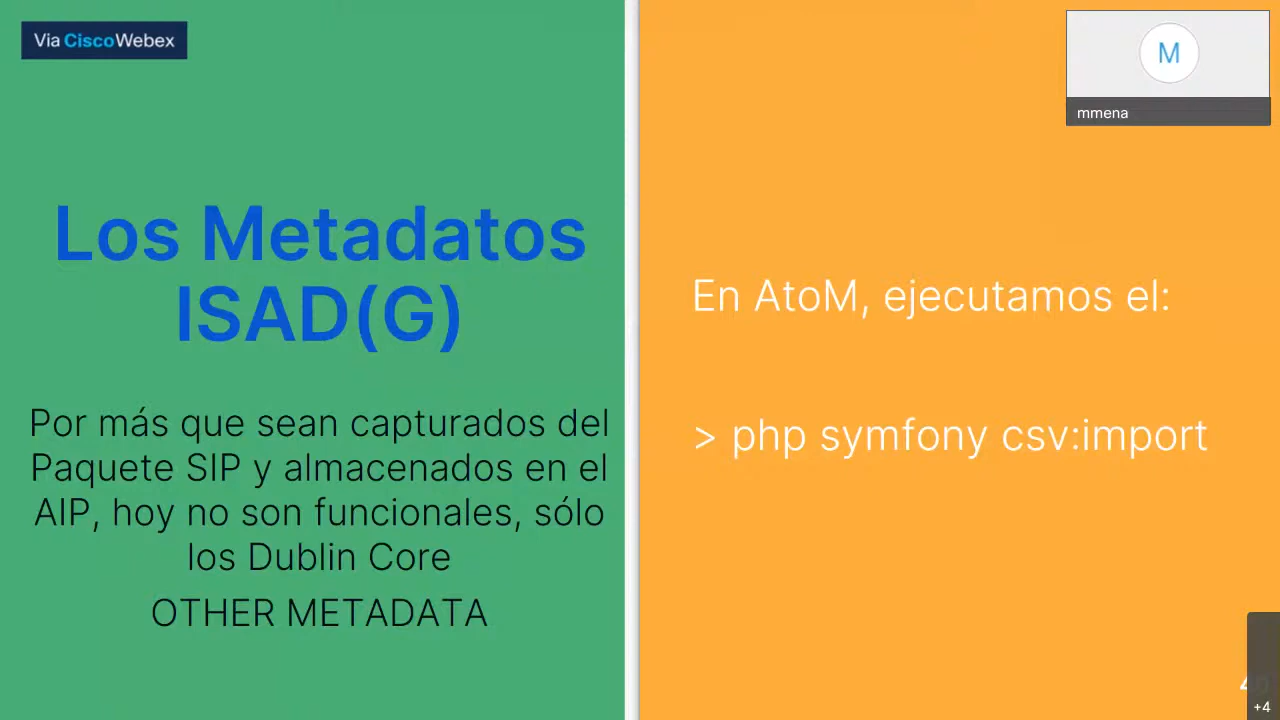 Vía CiscoWebex
M
mmena
Los Metadatos
ISAD(G)
Por más que sean capturados del
Paquete SIP y almacenados en el
AIP, hoy no son funcionales, sólo
los Dublin Core
OTHER METADATA
En AtoM, ejecutamos el:
> php symfony csv:import
+4